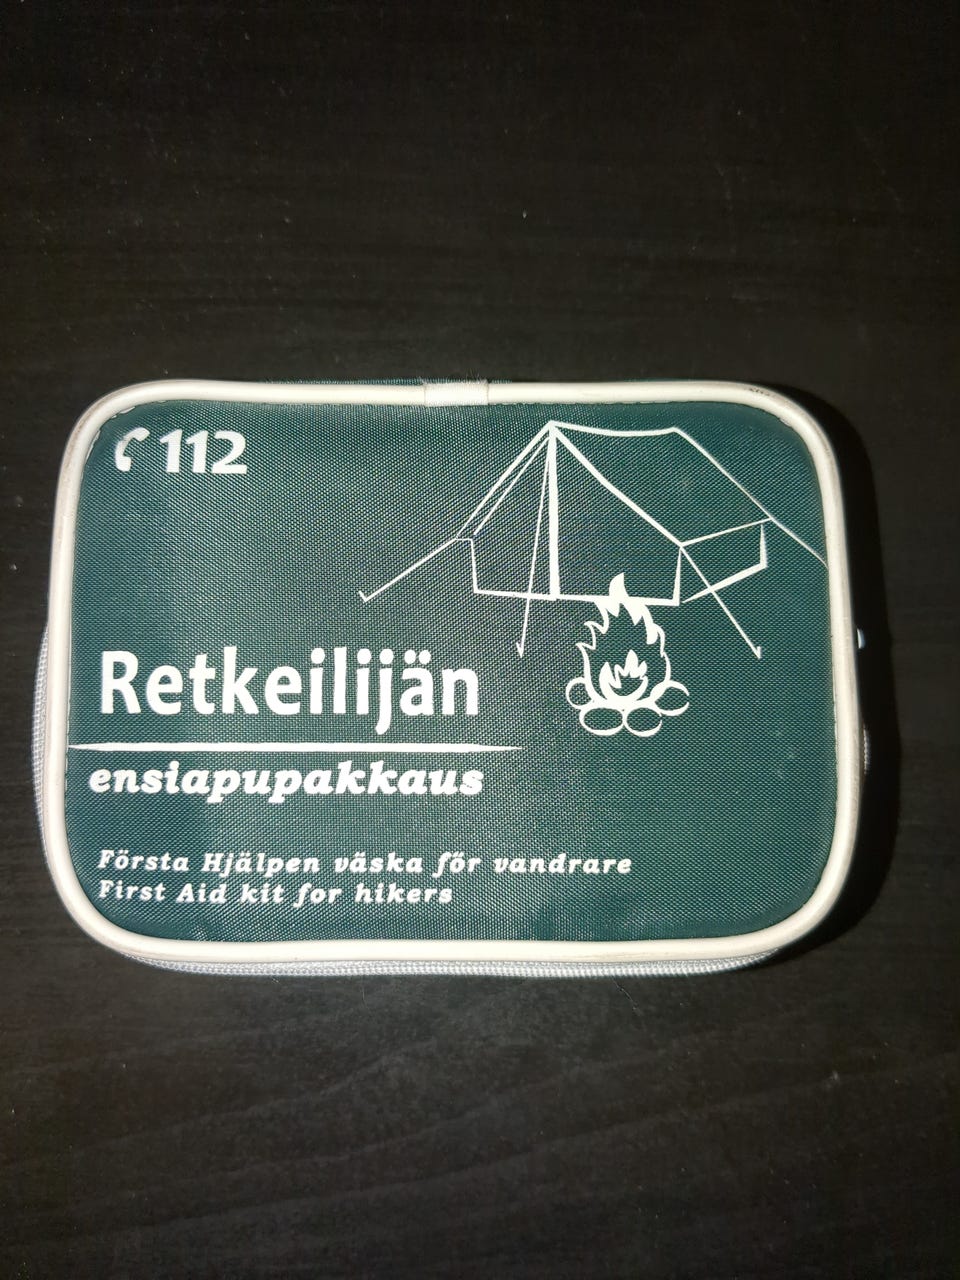 112
Retkeilijän
ensiapupakkaus
Första Hjälpen väska för vandrare
First Aid kit for hikers